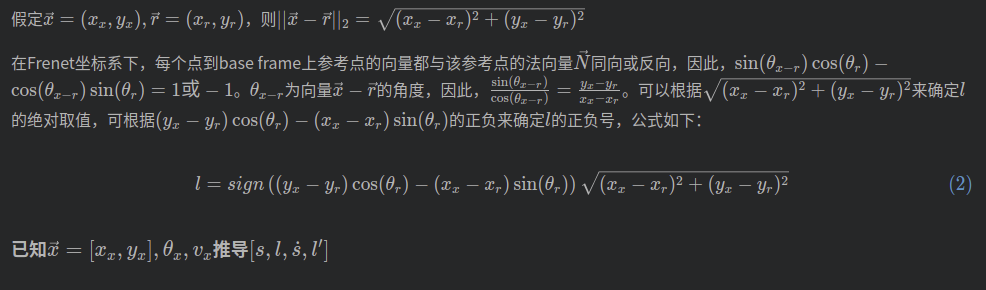 假定$\vec{x} = (x_x, y_x), \vec{r} = (x_r, y_r)$，则$||\vec{x} - \vec{r}||_2 = \sqrt{(x_x - x_r)^2 + (y_x - y_r)^2}$
在Frenet坐标系下，每个点到base frame上参考点的向量都与该参考点的法向量$\vec{N}$同向或反向，因此，$\sin(\theta_{x-r})\cos(\theta_r) -$
$\cos(\theta_{x-r})\sin(\theta_r) = 1或 - 1$。$\theta_{x-r}$为向量$\vec{x} - \vec{r}$的角度，因此，$\frac{\sin(\theta_{x-r})}{\cos(\theta_{x-r})} = \frac{y_x - y_r}{x_x - x_r}$。可以根据$\sqrt{(x_x - x_r)^2 + (y_x - y_r)^2}$来确定$l$
的绝对取值，可根据$(y_x - y_r)\cos(\theta_r) - (x_x - x_r)\sin(\theta_r)$的正负来确定$l$的正负号，公式如下：
$l = sign\left((y_x - y_r)\cos(\theta_r) - (x_x - x_r)\sin(\theta_r)\right)\sqrt{(x_x - x_r)^2 + (y_x - y_r)^2}$ (2)
已知$\vec{x} = [x_x, y_x], \theta_x, v_x$推导$[s, l, \dot{s}, l']$